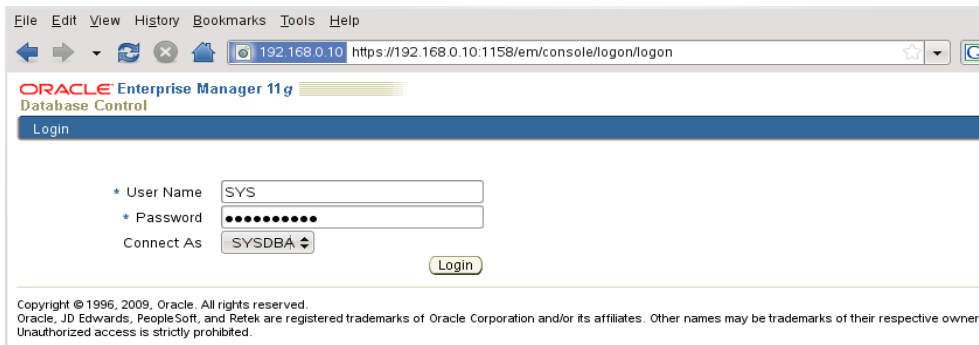 File Edit View History Bookmarks Tools Help
192.168.0.10 https://192.168.0.10:1158/em/console/logon/logon
ORACLE Enterprise Manager 11g
Database Control
Login
* User Name SYS
* Password ●●●●●●●●●●
Connect As SYSDBA
Login
Copyright © 1996, 2009, Oracle. All rights reserved.
Oracle, JD Edwards, PeopleSoft, and Retek are registered trademarks of Oracle Corporation and/or its affiliates. Other names may be trademarks of their respective owner
Unauthorized access is strictly prohibited.